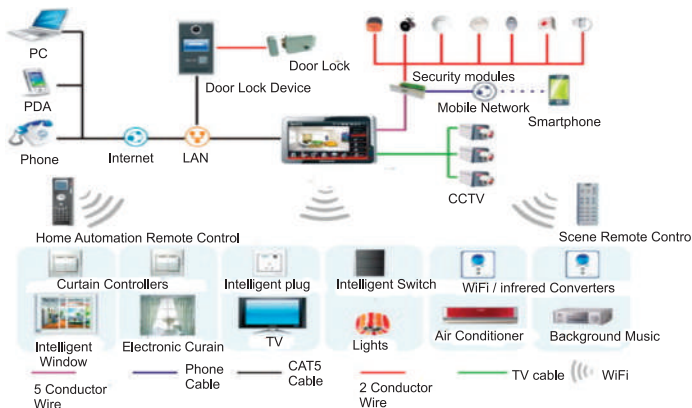 PC
Door Lock
Door Lock Device
Security modules
PDA
Mobile Network
Smartphone
Phone
Internet
LAN
CCTV
Home Automation Remote Control
Scene Remote Contro
Curtain Controllers
Intelligent plug
Intelligent Switch
WiFi / infrered Converters
Intelligent
Window
Electronic Curain
TV
Lights
Air Conditioner
Background Music
5 Conductor
Wire
Phone
Cable
CAT5
Cable
2 Conductor
Wire
TV cable
WiFi